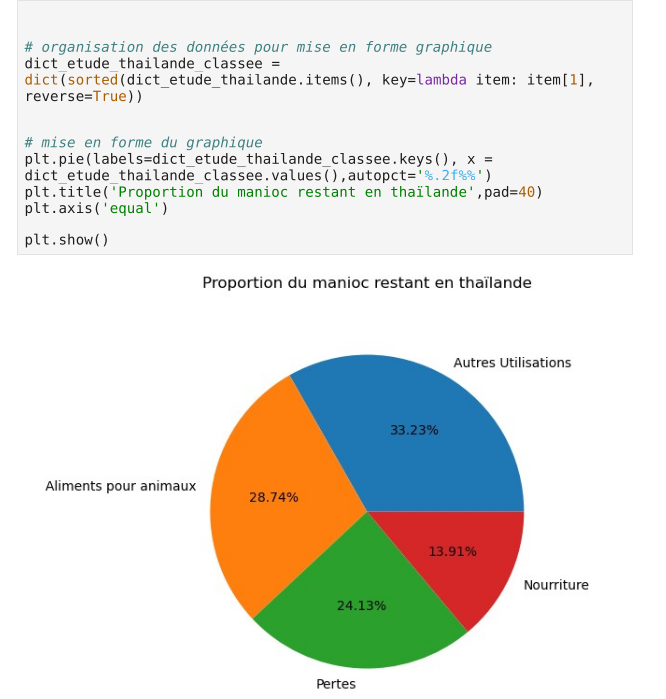 # organisation des données pour mise en forme graphique
dict_etude_thailande_classee =
dict(sorted(dict_etude_thailande.items(), key=lambda item: item[1],
reverse=True))
# mise en forme du graphique
plt.pie(labels=dict_etude_thailande_classee.keys(), x =
dict_etude_thailande_classee.values(),autopct='%.2f%%')
plt.title('Proportion du manioc restant en thaïlande',pad=40)
plt.axis('equal')
plt.show()
Proportion du manioc restant en thaïlande
Autres Utilisations
33.23%
Aliments pour animaux
28.74%
13.91%
Nourriture
24.13%
Pertes